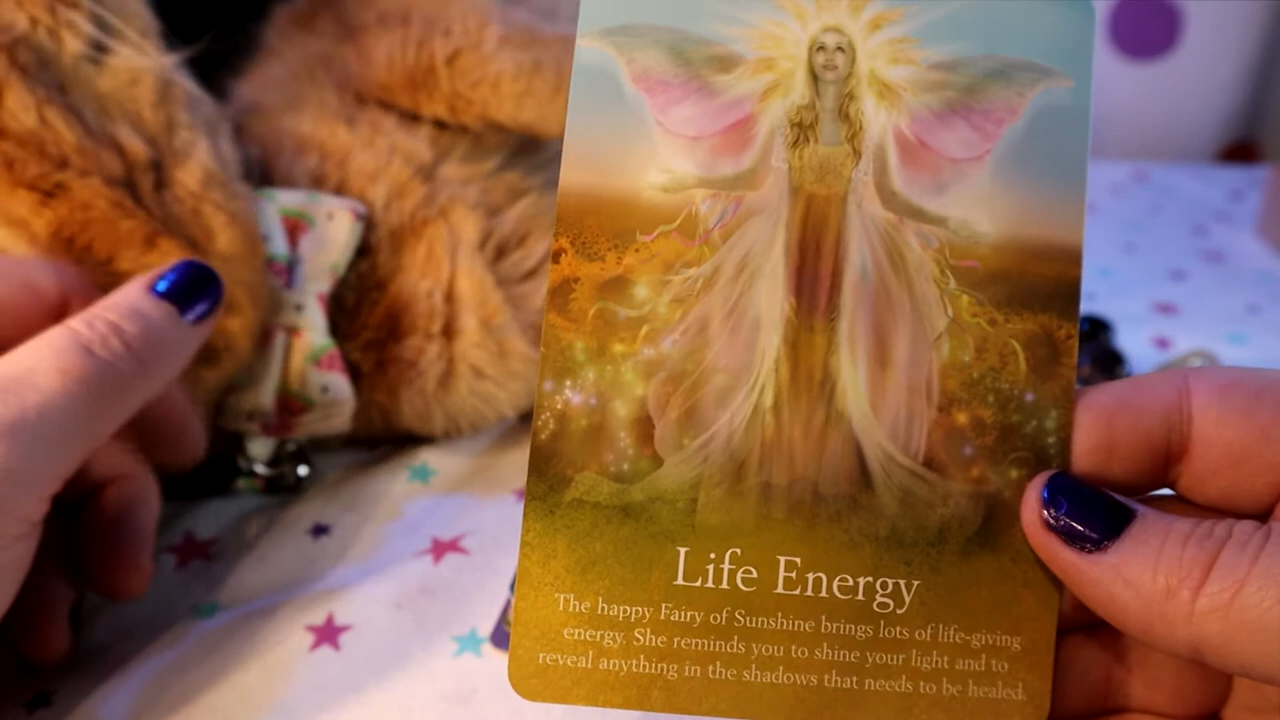 Life Energy
The happy Fairy of Sunshine brings lots of life-giving
energy. She reminds you to shine your light and to
reveal anything in the shadows that needs to be healed.